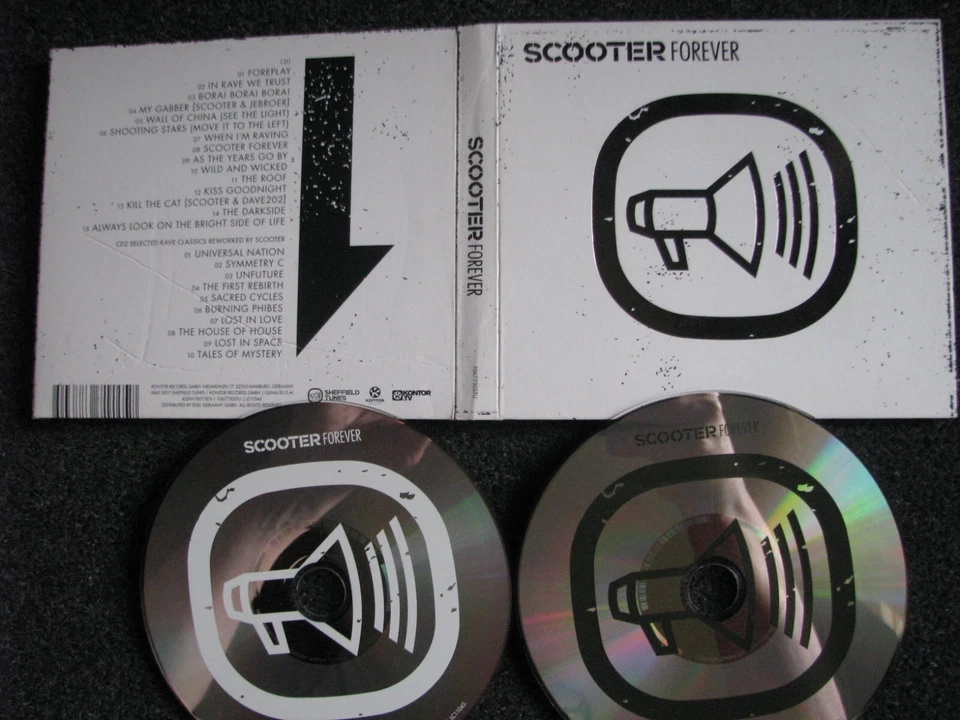 CD1
01 FOREPLAY
02 IN RAVE WE TRUST
03 BORA! BORA! BORA!
04 MY GABBER [SCOOTER & JEBROER]
05 WALL OF CHINA (SEE THE LIGHT)
06 SHOOTING STARS (MOVE IT TO THE LEFT)
07 WHEN I'M RAVING
08 SCOOTER FOREVER
09 AS THE YEARS GO BY
10 WILD AND WICKED
11 THE ROOF
12 KISS GOODNIGHT
13 KILL THE CAT [SCOOTER & DAVE202]
14 THE DARKSIDE
15 ALWAYS LOOK ON THE BRIGHT SIDE OF LIFE
CD2 SELECTED RAVE CLASSICS REWORKED BY SCOOTER
01 UNIVERSAL NATION
02 SYMMETRY C
03 UNFUTURE
04 THE FIRST REBIRTH
05 SACRED CYCLES
06 BURNING PHIBES
07 LOST IN LOVE
08 THE HOUSE OF HOUSE
09 LOST IN SPACE
10 TALES OF MYSTERY
SHEFFIELD
TUNES
KONTOR
KONTOR
.TV
SCOOTER FOREVER
SCOOTER FOREVER
SCOOTER FOREVER
SCOOTER FOREVER